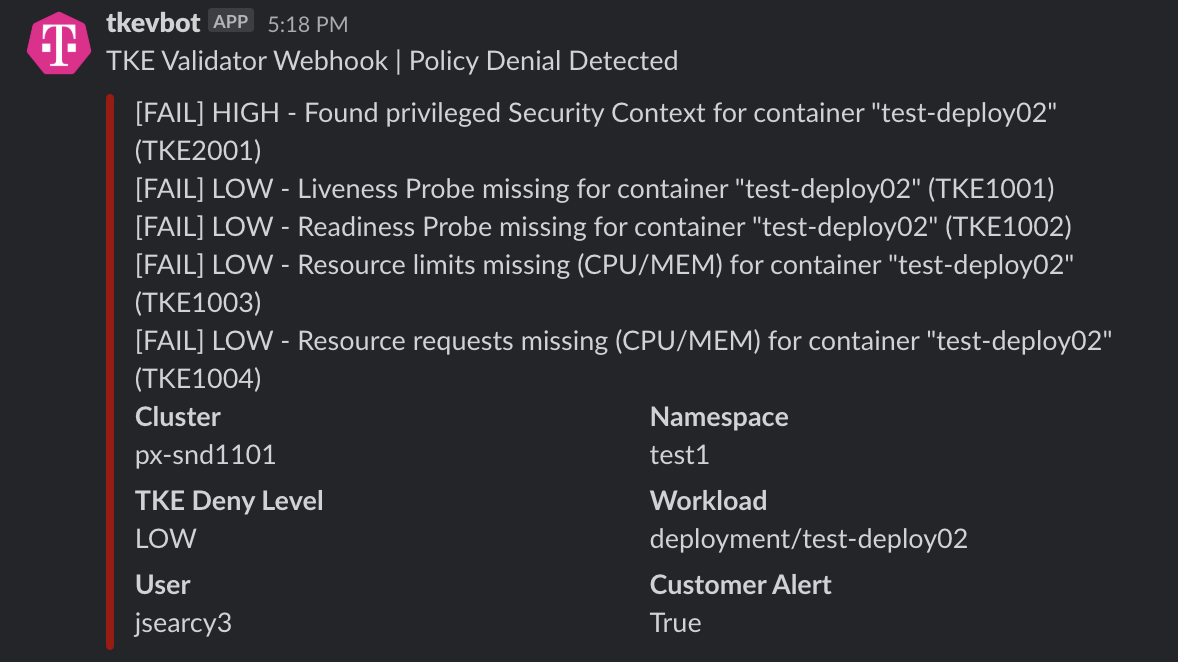 tkevbot APP 5:18 PM
TKE Validator Webhook | Policy Denial Detected
[FAIL] HIGH - Found privileged Security Context for container "test-deploy02"
(TKE2001)
[FAIL] LOW - Liveness Probe missing for container "test-deploy02" (TKE1001)
[FAIL] LOW - Readiness Probe missing for container "test-deploy02" (TKE1002)
[FAIL] LOW - Resource limits missing (CPU/MEM) for container "test-deploy02"
(TKE1003)
[FAIL] LOW - Resource requests missing (CPU/MEM) for container "test-deploy02"
(TKE1004)
Cluster Namespace
px-snd1101 test1
TKE Deny Level Workload
LOW deployment/test-deploy02
User Customer Alert
jsearcy3 True